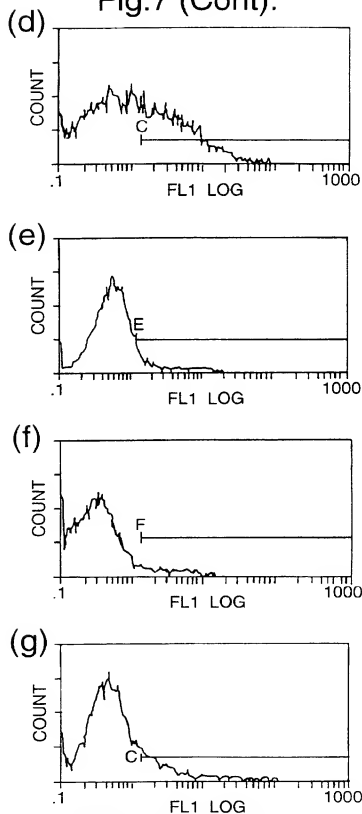 Fig.7 (Cont).
(d)
COUNT
C
.1
1000
FL1 LOG
(e)
COUNT
E
.1
1000
FL1 LOG
(f)
COUNT
F
.1
1000
FL1 LOG
(g)
COUNT
C
.1
1000
FL1 LOG